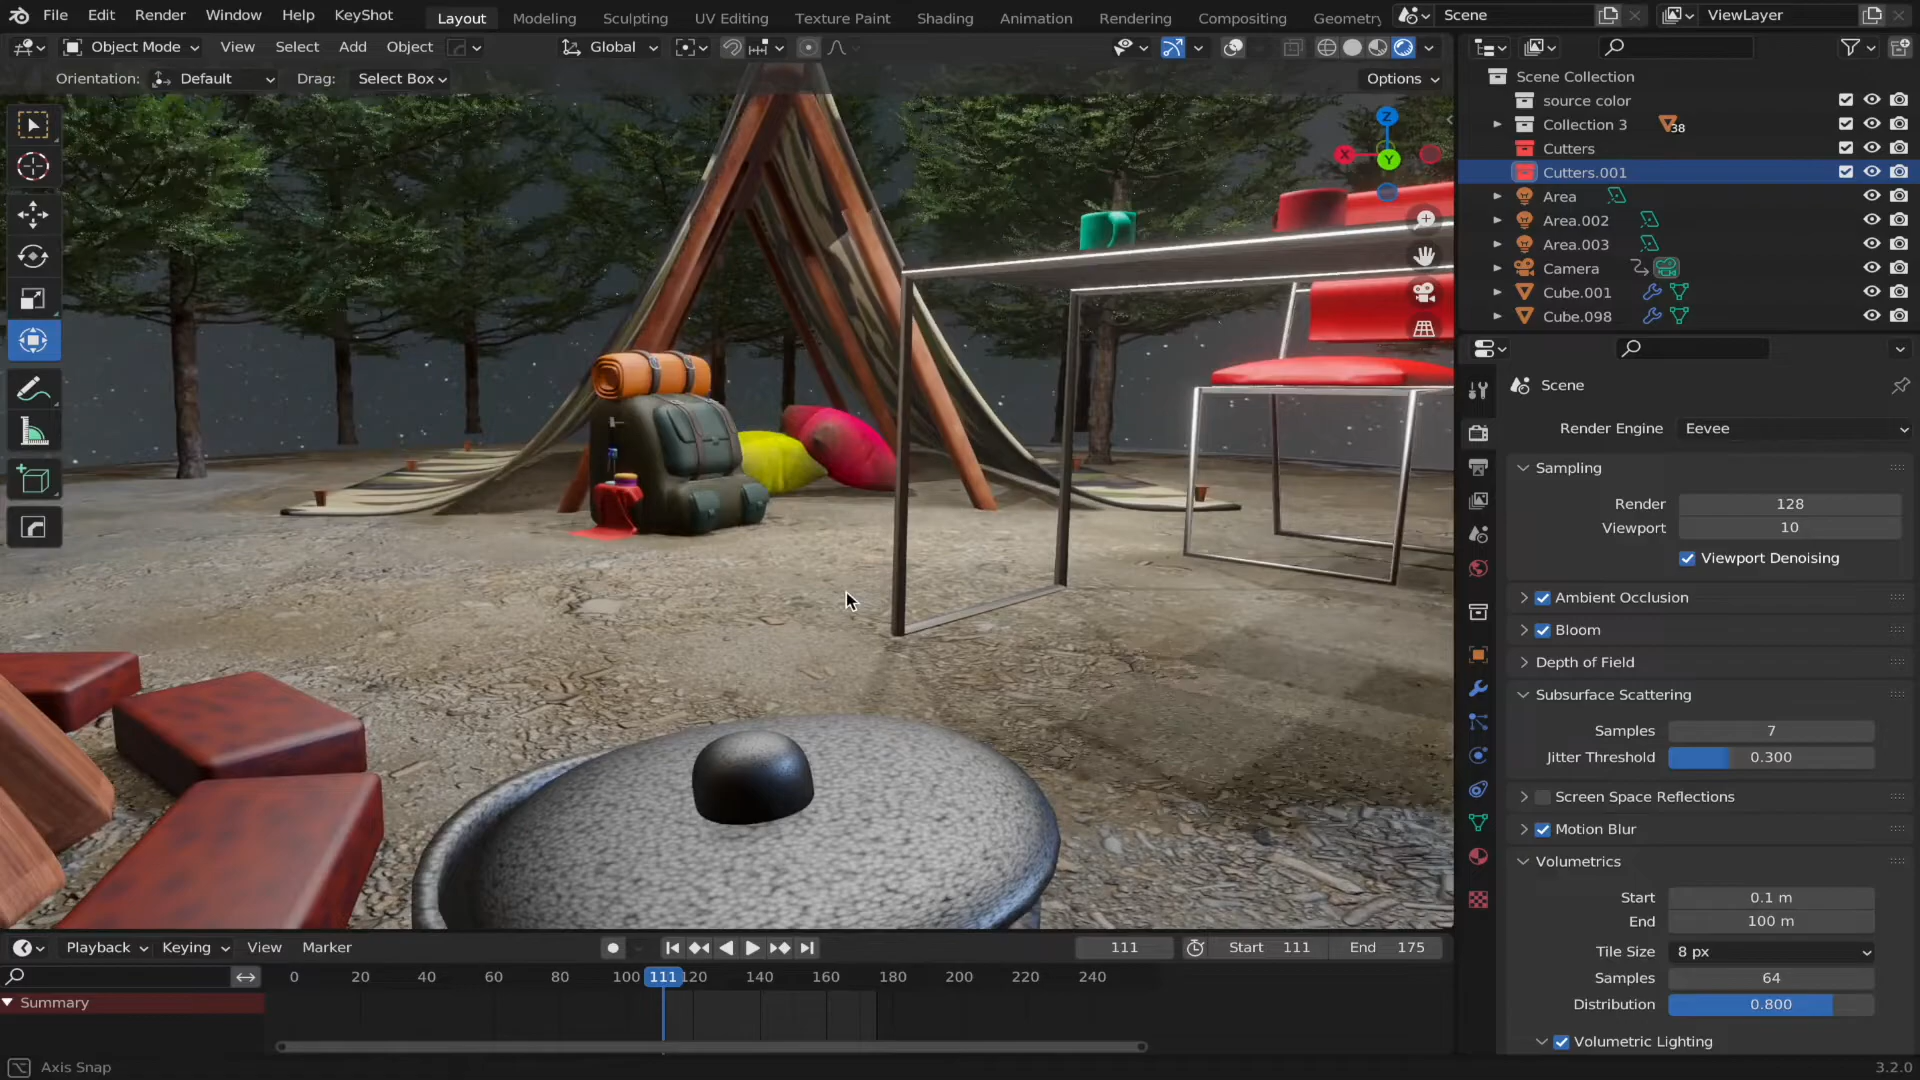 File Edit Render Window Help KeyShot Layout Modeling Sculpting UV Editing Texture Paint Shading Animation Rendering Compositing Geometry Scene ViewLayer
Object Mode View Select Add Object Global
Orientation: Default Drag: Select Box Options
Z
X
Y
Scene Collection
source color
Collection 3 38
Cutters
Cutters.001
Area
Area.002
Area.003
Camera
Cube.001
Cube.098
Scene
Render Engine Eevee
Sampling
Render 128
Viewport 10
Viewport Denoising
Ambient Occlusion
Bloom
Depth of Field
Subsurface Scattering
Samples 7
Jitter Threshold 0.300
Screen Space Reflections
Motion Blur
Volumetrics
Start 0.1 m
End 100 m
Tile Size 8 px
Samples 64
Distribution 0.800
Volumetric Lighting
Playback Keying View Marker 111 Start 111 End 175
0 20 40 60 80 100 111 120 140 160 180 200 220 240
Summary
Axis Snap 3.2.0